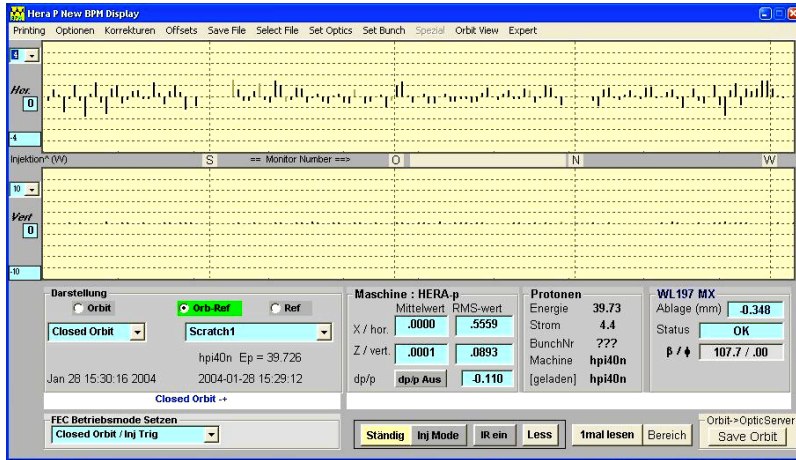 Hera P New BPM Display
Printing Optionen Korrekturen Offsets Save File Select File Set Optics Set Bunch Spezial Orbit View Expert
4
Hor.
0
-4
Injektion^ (W) S == Monitor Number ==> O N W
10
Vert
0
-10
Darstellung
Orbit Orb-Ref Ref
Closed Orbit Scratch1
hpi40n Ep = 39.726
Jan 28 15:30:16 2004 2004-01-28 15:29:12
Closed Orbit -+
FEC Betriebsmode Setzen
Closed Orbit / Inj Trig
Maschine : HERA-p
Mittelwert RMS-wert
X / hor. .0000 .5559
Z / vert. .0001 .0893
dp/p dp/p Aus -0.110
Protonen
Energie 39.73
Strom 4.4
BunchNr ???
Machine hpi40n
[geladen] hpi40n
WL197 MX
Ablage (mm) -0.348
Status OK
β / ϕ 107.7 / .00
Ständig Inj Mode IR ein Less 1mal lesen Bereich
Orbit->OpticServer
Save Orbit